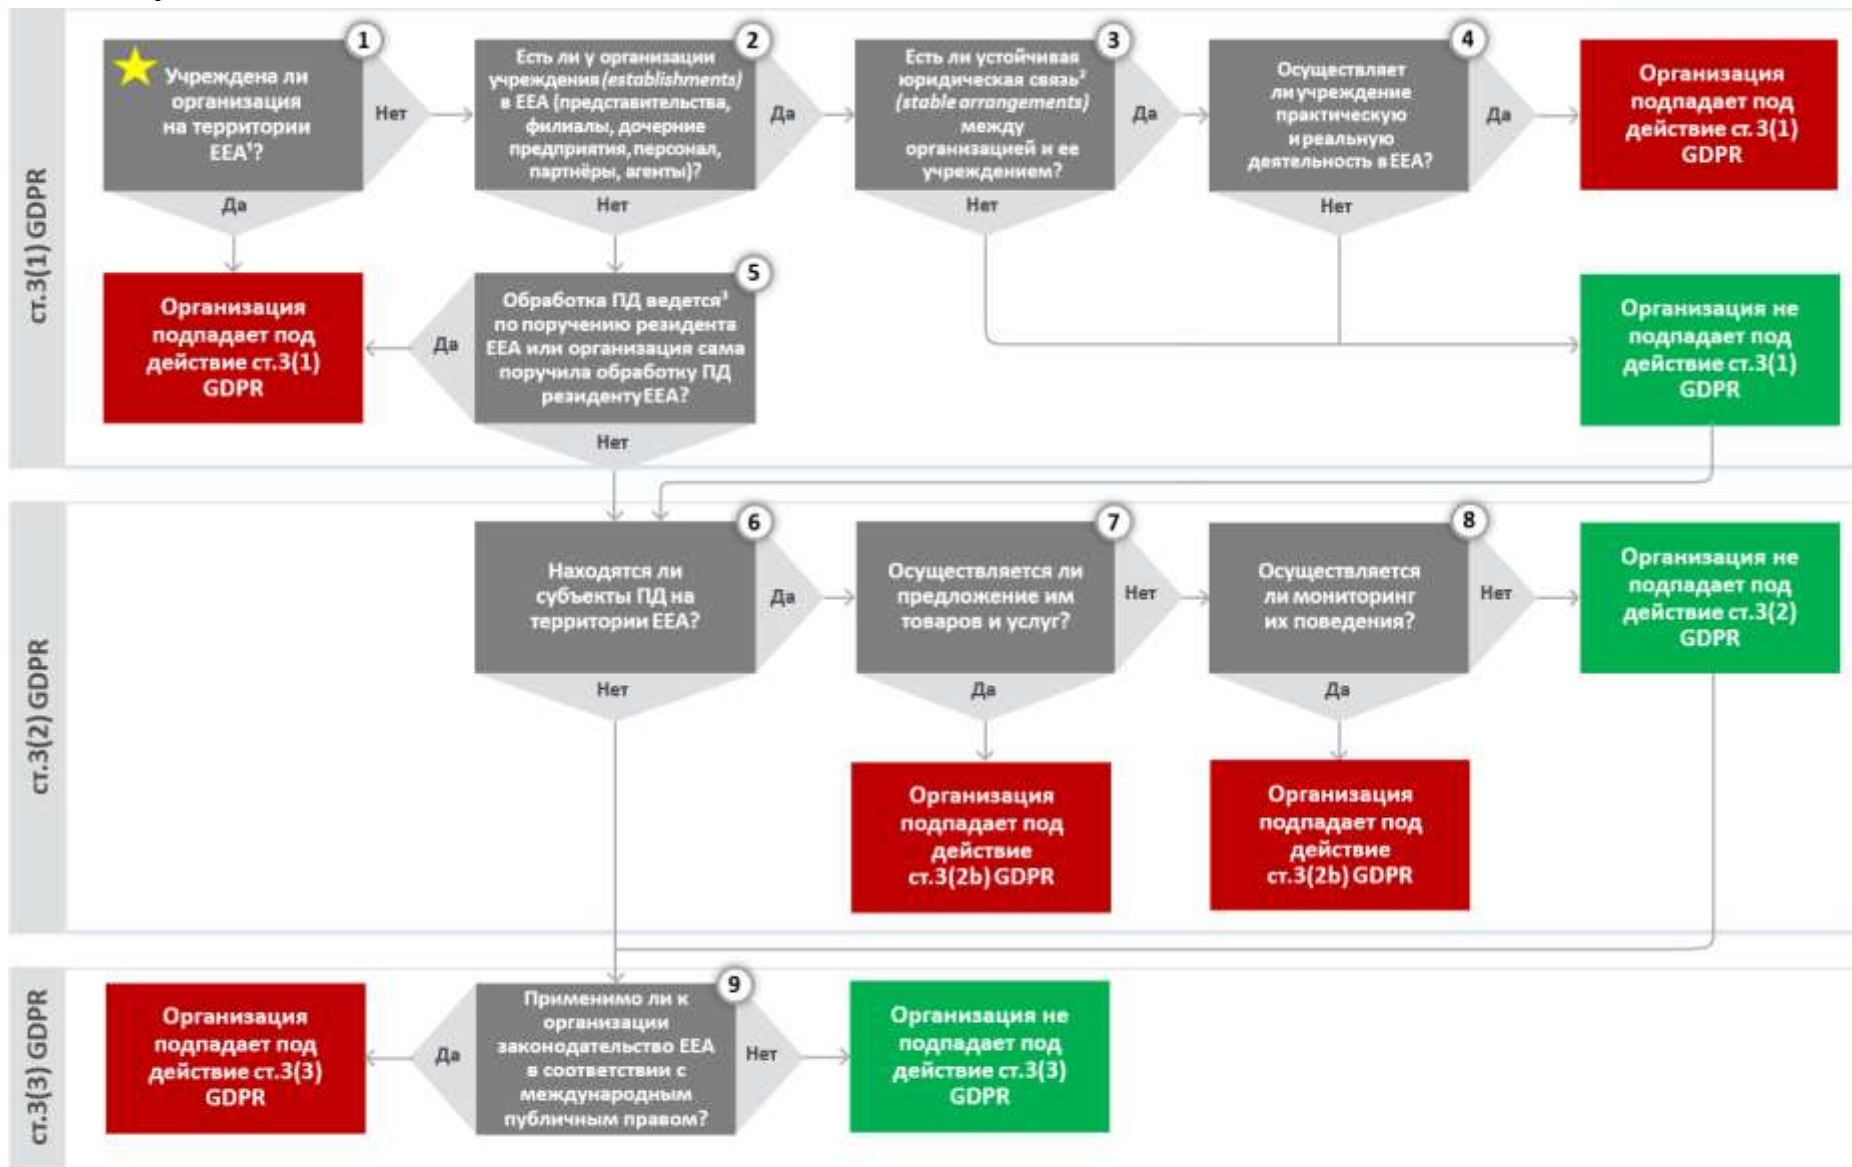 ст.3(1) GDPR
1
Учреждена ли
организация
на территории
EEA¹?
Нет
Да
2
Есть ли у организации
учреждения (establishments)
в EEA (представительства,
филиалы, дочерние
предприятия, персонал,
партнёры, агенты)?
Да
Нет
3
Есть ли устойчивая
юридическая связь²
(stable arrangements)
между
организацией и ее
учреждением?
Да
Нет
4
Осуществляет
ли учреждение
практическую
и реальную
деятельность в EEA?
Да
Нет
Организация
подпадает под
действие ст.3(1)
GDPR
Организация
подпадает под
действие ст.3(1)
GDPR
5
Обработка ПД ведется³
по поручению резидента
EEA или организация сама
поручила обработку ПД
резиденту EEA?
Да
Нет
Организация не
подпадает под
действие ст.3(1)
GDPR
ст.3(2) GDPR
6
Находятся ли
субъекты ПД на
территории EEA?
Да
Нет
7
Осуществляется ли
предложение им
товаров и услуг?
Нет
Да
8
Осуществляется
ли мониторинг
их поведения?
Нет
Да
Организация не
подпадает под
действие ст.3(2)
GDPR
Организация
подпадает под
действие
ст.3(2b) GDPR
Организация
подпадает под
действие
ст.3(2b) GDPR
ст.3(3) GDPR
Организация
подпадает под
действие ст.3(3)
GDPR
Да
9
Применимо ли к
организации
законодательство EEA
в соответствии с
международным
публичным правом?
Нет
Организация не
подпадает под
действие ст.3(3)
GDPR